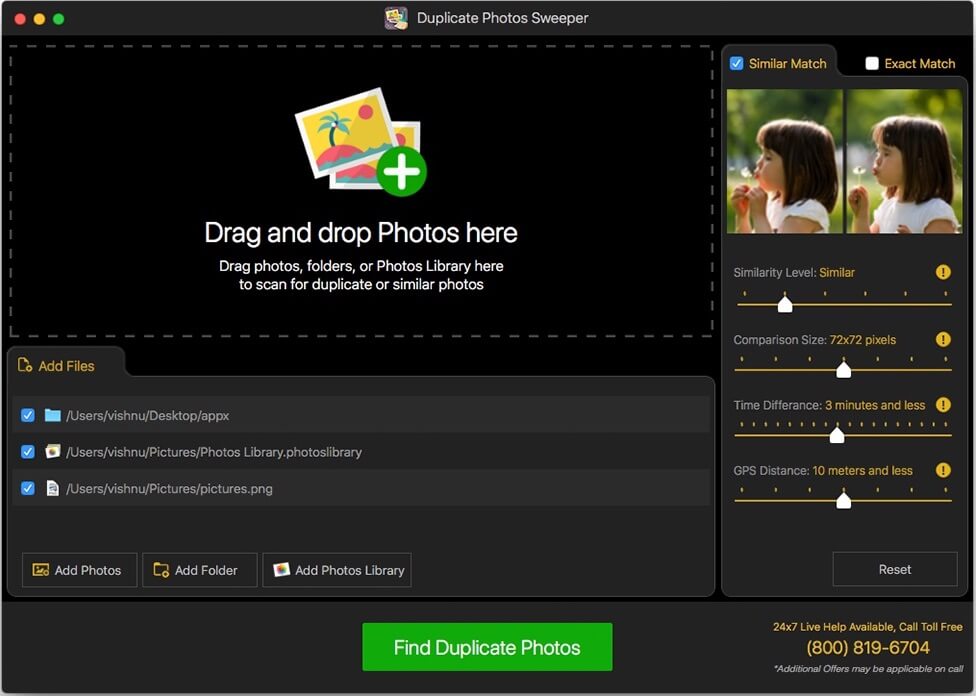 Duplicate Photos Sweeper
Drag and drop Photos here
Drag photos, folders, or Photos Library here
to scan for duplicate or similar photos
Add Files
/Users/vishnu/Desktop/appx
/Users/vishnu/Pictures/Photos Library.photoslibrary
/Users/vishnu/Pictures/pictures.png
Add Photos
Add Folder
Add Photos Library
Similar Match
Exact Match
Similarity Level: Similar
Comparison Size: 72x72 pixels
Time Differance: 3 minutes and less
GPS Distance: 10 meters and less
Reset
Find Duplicate Photos
24x7 Live Help Available, Call Toll Free
(800) 819-6704
*Additional Offers may be applicable on call